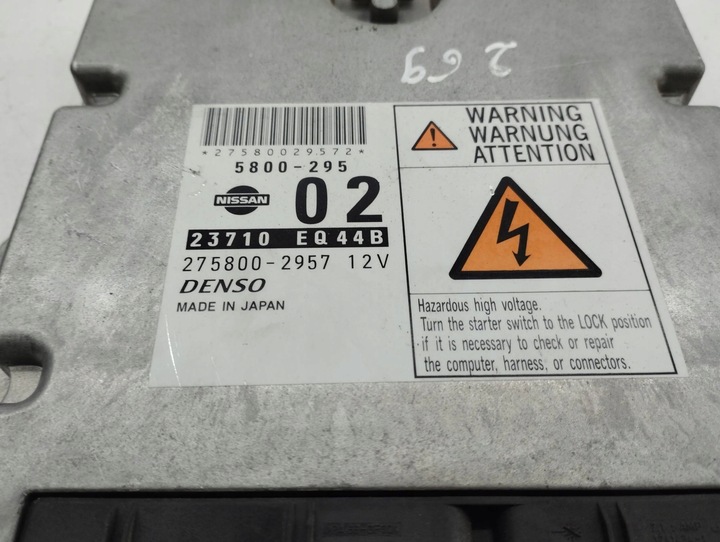 269
*27580029572*
5800-295
NISSAN
02
23710 EQ44B
275800-2957 12V
DENSO
MADE IN JAPAN
WARNING
WARNUNG
ATTENTION
Hazardous high voltage.
Turn the starter switch to the LOCK position
if it is necessary to check or repair
the computer, harness, or connectors.